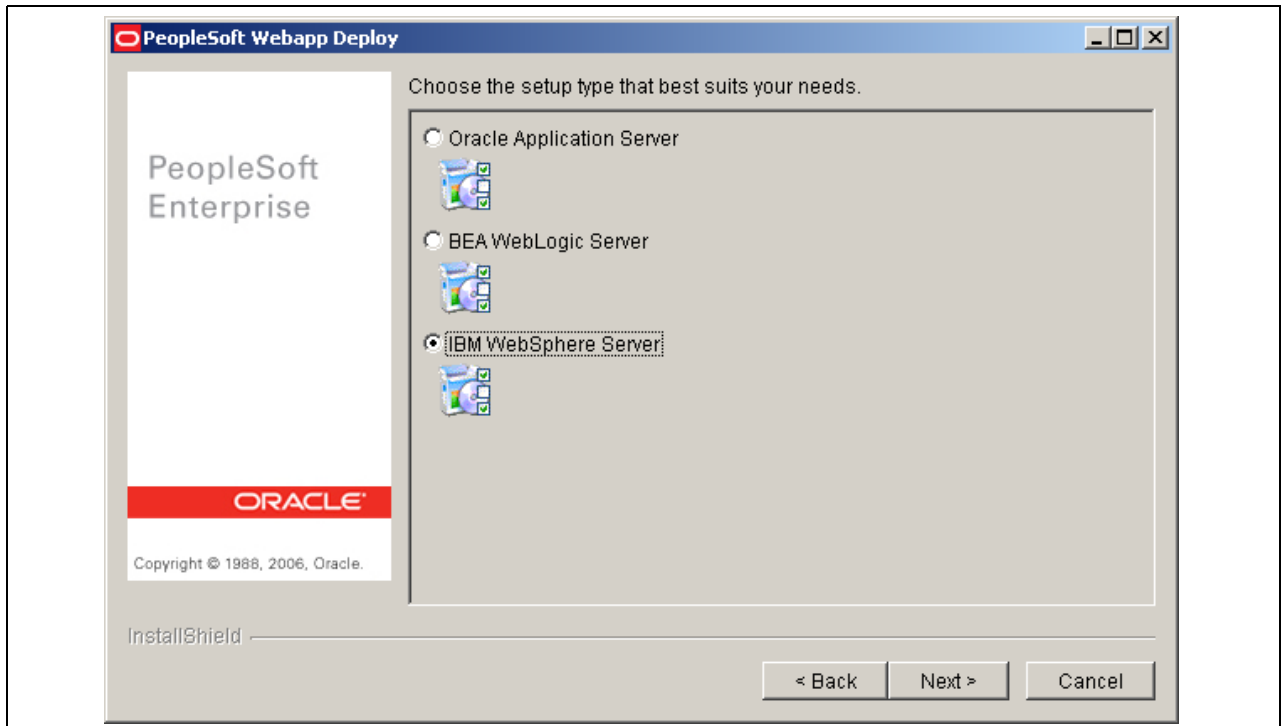 PeopleSoft Webapp Deploy
Choose the setup type that best suits your needs.
PeopleSoft
Enterprise
Oracle Application Server
BEA WebLogic Server
IBM WebSphere Server
ORACLE
Copyright © 1988, 2006, Oracle.
InstallShield
< Back
Next >
Cancel